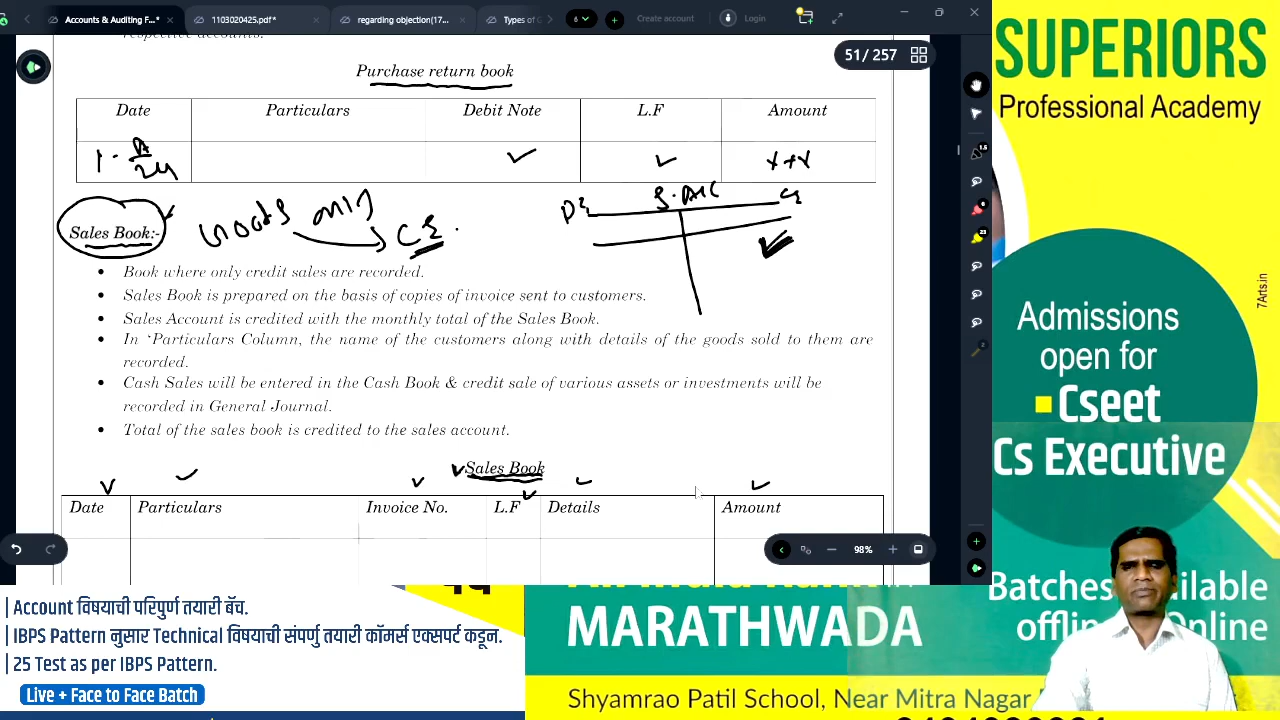 Accounts & Auditing F...*
1103020425.pdf*
regarding objection(17...
Types of
6
Create account
Login
51 / 257
respective accounts.
Purchase return book
Date Particulars Debit Note L.F Amount
Sales Book:-
Goods
Cr.
Dr
Cr
• Book where only credit sales are recorded.
• Sales Book is prepared on the basis of copies of invoice sent to customers.
• Sales Account is credited with the monthly total of the Sales Book.
• In 'Particulars Column, the name of the customers along with details of the goods sold to them are
recorded.
• Cash Sales will be entered in the Cash Book & credit sale of various assets or investments will be
recorded in General Journal.
• Total of the sales book is credited to the sales account.
Sales Book
Date Particulars Invoice No. L.F Details Amount
98%
SUPERIORS
Professional Academy
7Arts.in
Admissions
open for
Cseet
Cs Executive
Batches
MARATHWADA
Shyamrao Patil School, Near Mitra Nagar
| Account विषयाची परिपुर्ण तयारी बॅच.
| IBPS Pattern नुसार Technical विषयाची संपर्णु तयारी कॉमर्स एक्सपर्ट कडून.
| 25 Test as per IBPS Pattern.
Live + Face to Face Batch